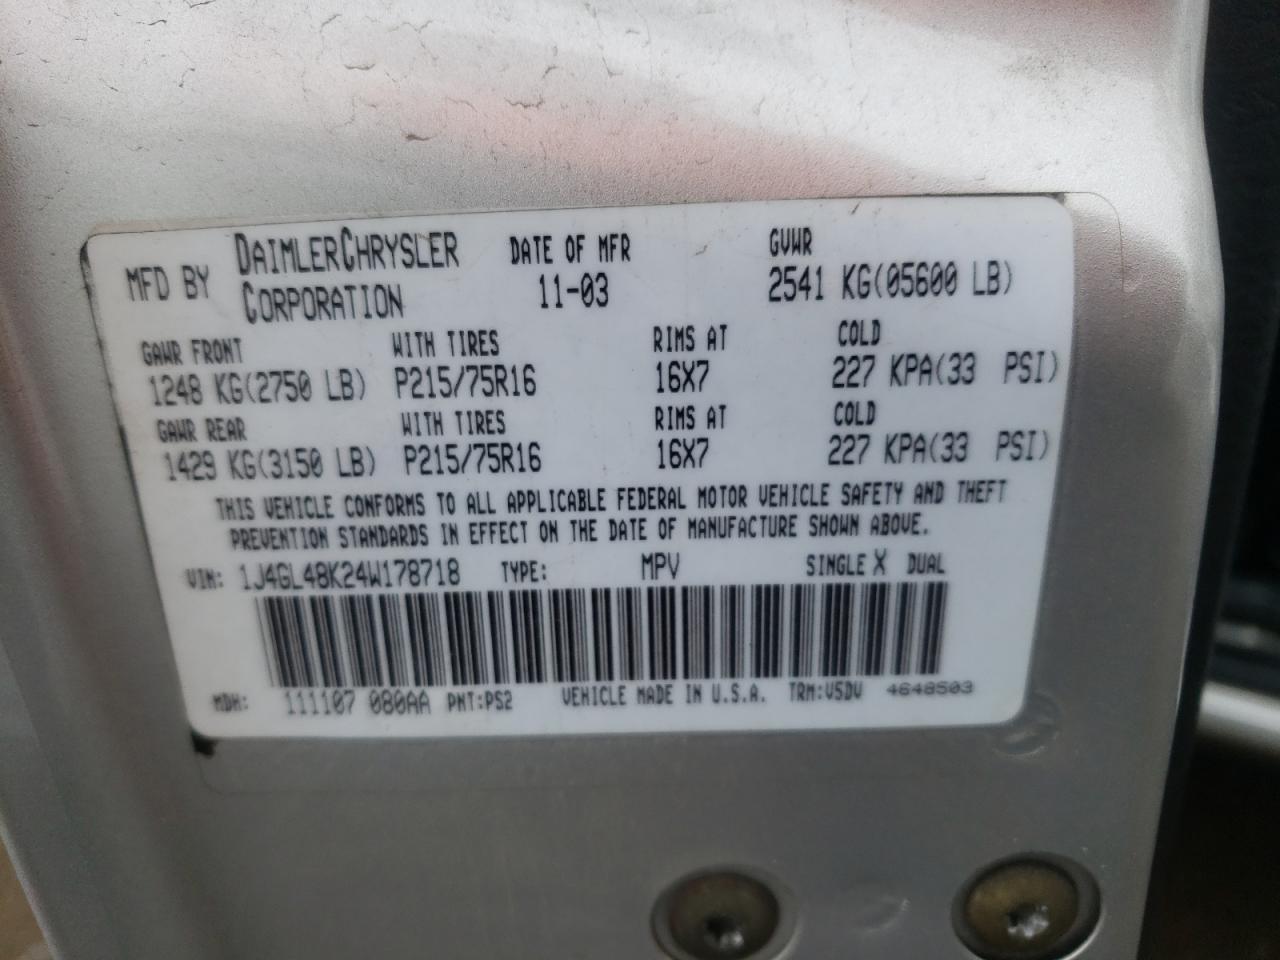 MFD BY DAIMLERCHRYSLER CORPORATION DATE OF MFR 11-03 GVWR 2541 KG(05600 LB)
GAWR FRONT WITH TIRES RIMS AT COLD
1248 KG(2750 LB) P215/75R16 16X7 227 KPA(33 PSI)
GAWR REAR WITH TIRES RIMS AT COLD
1429 KG(3150 LB) P215/75R16 16X7 227 KPA(33 PSI)
THIS VEHICLE CONFORMS TO ALL APPLICABLE FEDERAL MOTOR VEHICLE SAFETY AND THEFT
PREVENTION STANDARDS IN EFFECT ON THE DATE OF MANUFACTURE SHOWN ABOVE.
VIN: 1J4GL48K24W178718 TYPE: MPV SINGLE X DUAL
MDH: 111107 080AA PNT:PS2 VEHICLE MADE IN U.S.A. TRM:V5DV 4648503